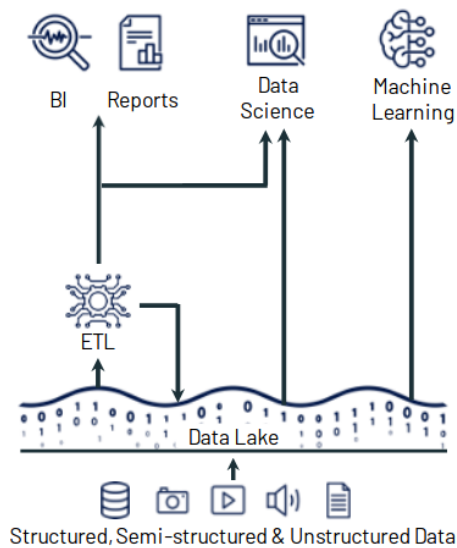 BI Reports
Data
Science
Machine
Learning
ETL
Data Lake
Structured, Semi-structured & Unstructured Data